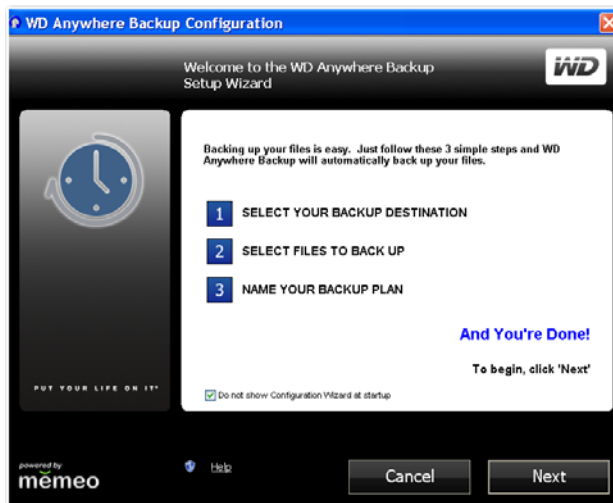 WD Anywhere Backup Configuration
Welcome to the WD Anywhere Backup
Setup Wizard
WD
Backing up your files is easy. Just follow these 3 simple steps and WD
Anywhere Backup will automatically back up your files.
1 SELECT YOUR BACKUP DESTINATION
2 SELECT FILES TO BACK UP
3 NAME YOUR BACKUP PLAN
And You're Done!
To begin, click 'Next'
PUT YOUR LIFE ON IT®
Do not show Configuration Wizard at startup
powered by
memeo
Help
Cancel
Next